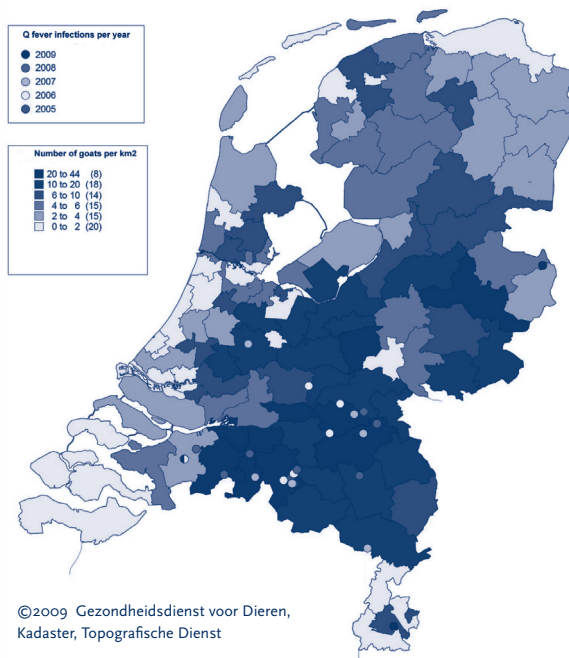 Q fever infections per year
2009
2008
2007
2006
2005
Number of goats per km2
20 to 44 (8)
10 to 20 (18)
6 to 10 (14)
4 to 6 (15)
2 to 4 (15)
0 to 2 (20)
©2009 Gezondheidsdienst voor Dieren,
Kadaster, Topografische Dienst